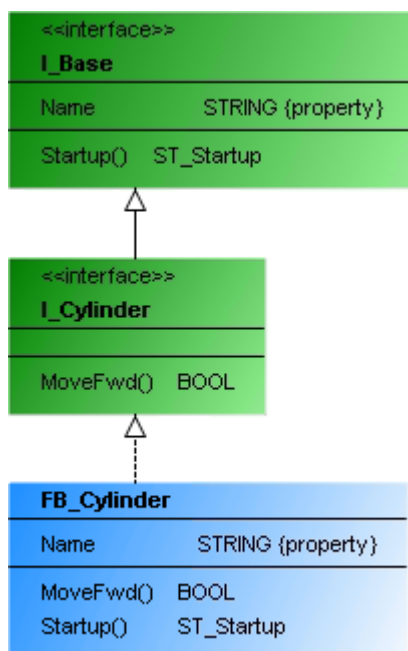 <<interface>>
I_Base
Name STRING {property}
Startup() ST_Startup
<<interface>>
I_Cylinder
MoveFwd() BOOL
FB_Cylinder
Name STRING {property}
MoveFwd() BOOL
Startup() ST_Startup